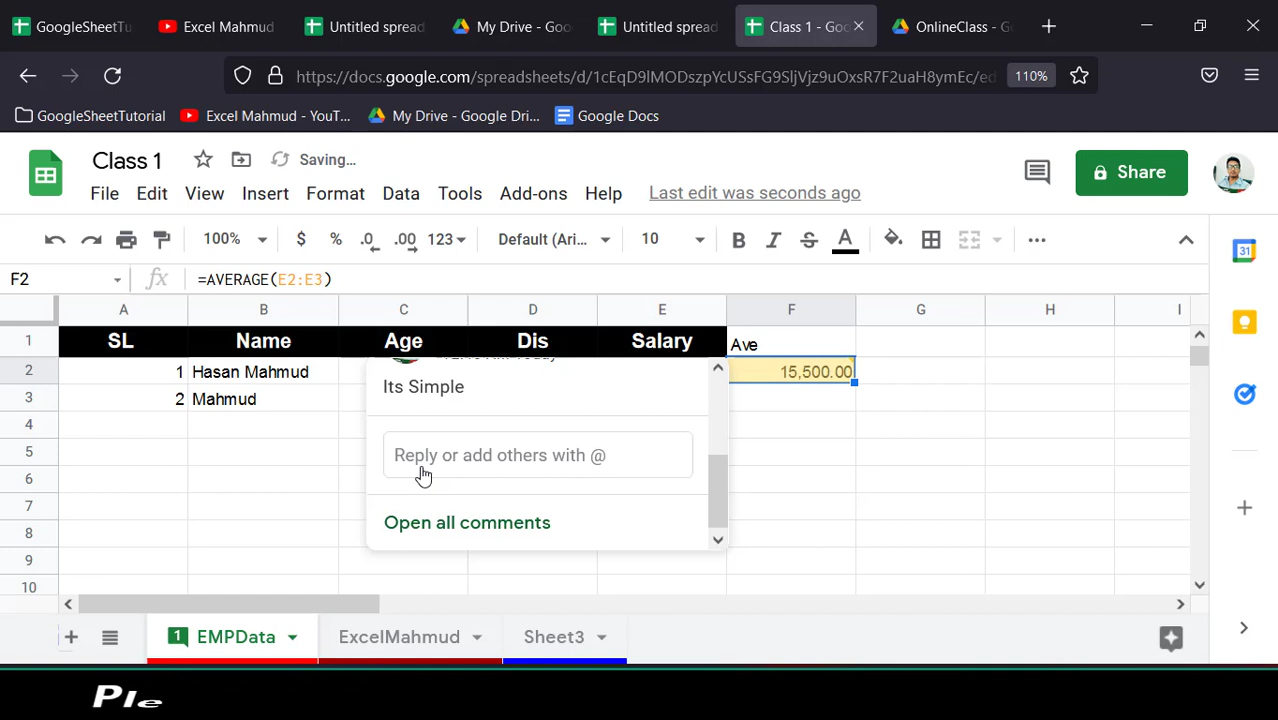 GoogleSheetTu
Excel Mahmud
Untitled spread
My Drive - Goo
Untitled spread
Class 1 - Goo
OnlineClass - Go
https://docs.google.com/spreadsheets/d/1cEqD9lMODszpYcUSsFG9SljVjz9uOxsR7F2uaH8ymEc/ed
110%
GoogleSheetTutorial
Excel Mahmud - YouT...
My Drive - Google Dri...
Google Docs
Class 1
Saving...
File Edit View Insert Format Data Tools Add-ons Help
Last edit was seconds ago
Share
100% $ % .0 .00 123 Default (Ari... 10 B I S A
31
F2
fx
=AVERAGE(E2:E3)
A B C D E F G H I
1 SL Name Age Dis Salary Ave
2 1 Hasan Mahmud 15,500.00
3 2 Mahmud
Its Simple
4
5
Reply or add others with @
6
7
8
Open all comments
9
10
1 EMPData
ExcelMahmud
Sheet3
Ple